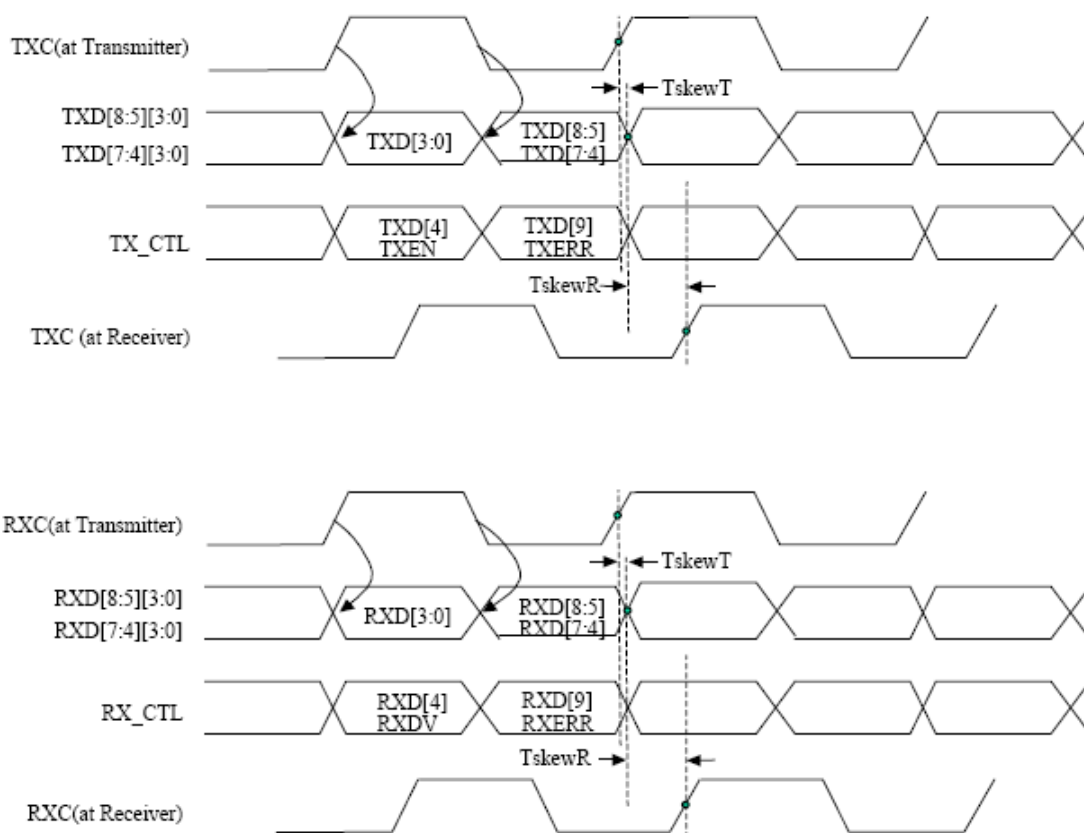 TXC(at Transmitter)
TskewT
TXD[8:5][3:0]
TXD[7:4][3:0]
TXD[3:0]
TXD[8:5]
TXD[7:4]
TX_CTL
TXD[4]
TXEN
TXD[9]
TXERR
TskewR
TXC (at Receiver)
RXC(at Transmitter)
TskewT
RXD[8:5][3:0]
RXD[7:4][3:0]
RXD[3:0]
RXD[8:5]
RXD[7:4]
RX_CTL
RXD[4]
RXDV
RXD[9]
RXERR
TskewR
RXC(at Receiver)